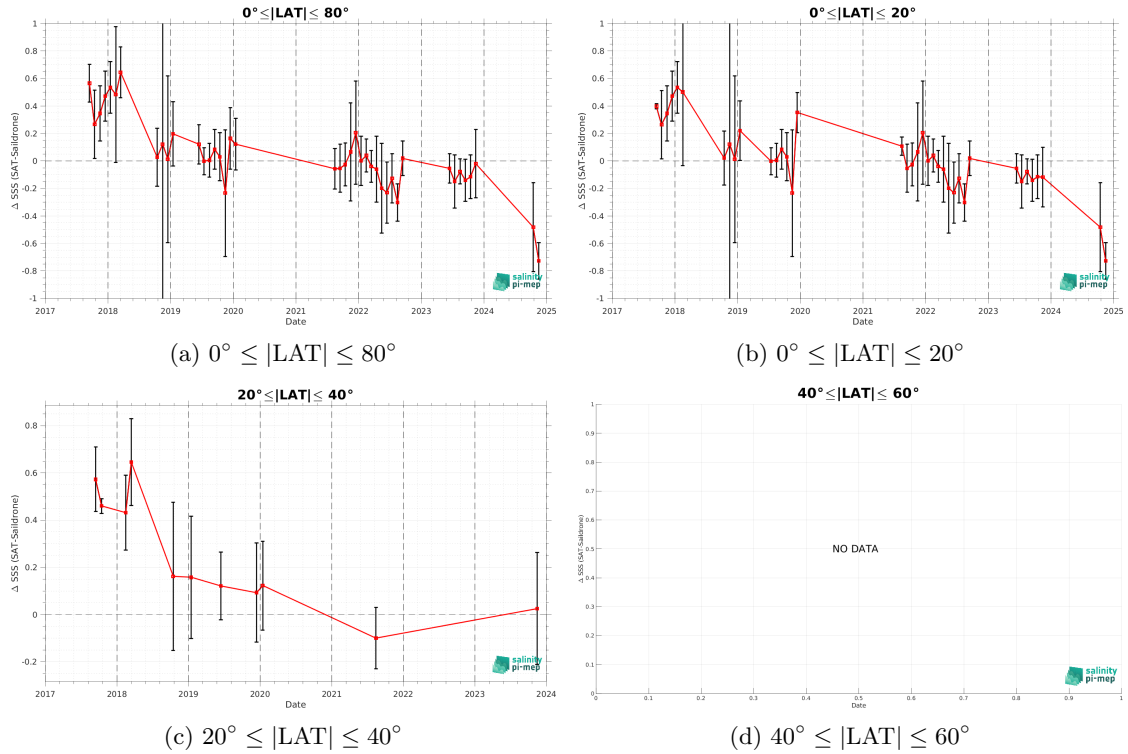 0°≤|LAT|≤ 80°
Δ SSS (SAT-Saildrone)
1
0.8
0.6
0.4
0.2
0
-0.2
-0.4
-0.6
-0.8
-1
2017 2018 2019 2020 2021 2022 2023 2024 2025
Date
salinity
pi-mep
(a) 0° ≤ |LAT| ≤ 80°
0°≤|LAT|≤ 20°
Δ SSS (SAT-Saildrone)
1
0.8
0.6
0.4
0.2
0
-0.2
-0.4
-0.6
-0.8
-1
2017 2018 2019 2020 2021 2022 2023 2024 2025
Date
salinity
pi-mep
(b) 0° ≤ |LAT| ≤ 20°
20°≤|LAT|≤ 40°
Δ SSS (SAT-Saildrone)
0.8
0.6
0.4
0.2
0
-0.2
2017 2018 2019 2020 2021 2022 2023 2024
Date
salinity
pi-mep
(c) 20° ≤ |LAT| ≤ 40°
40°≤|LAT|≤ 60°
Δ SSS (SAT-Saildrone)
1
0.9
0.8
0.7
0.6
0.5
0.4
0.3
0.2
0.1
0
NO DATA
0 0.1 0.2 0.3 0.4 0.5 0.6 0.7 0.8 0.9 1
Date
salinity
pi-mep
(d) 40° ≤ |LAT| ≤ 60°